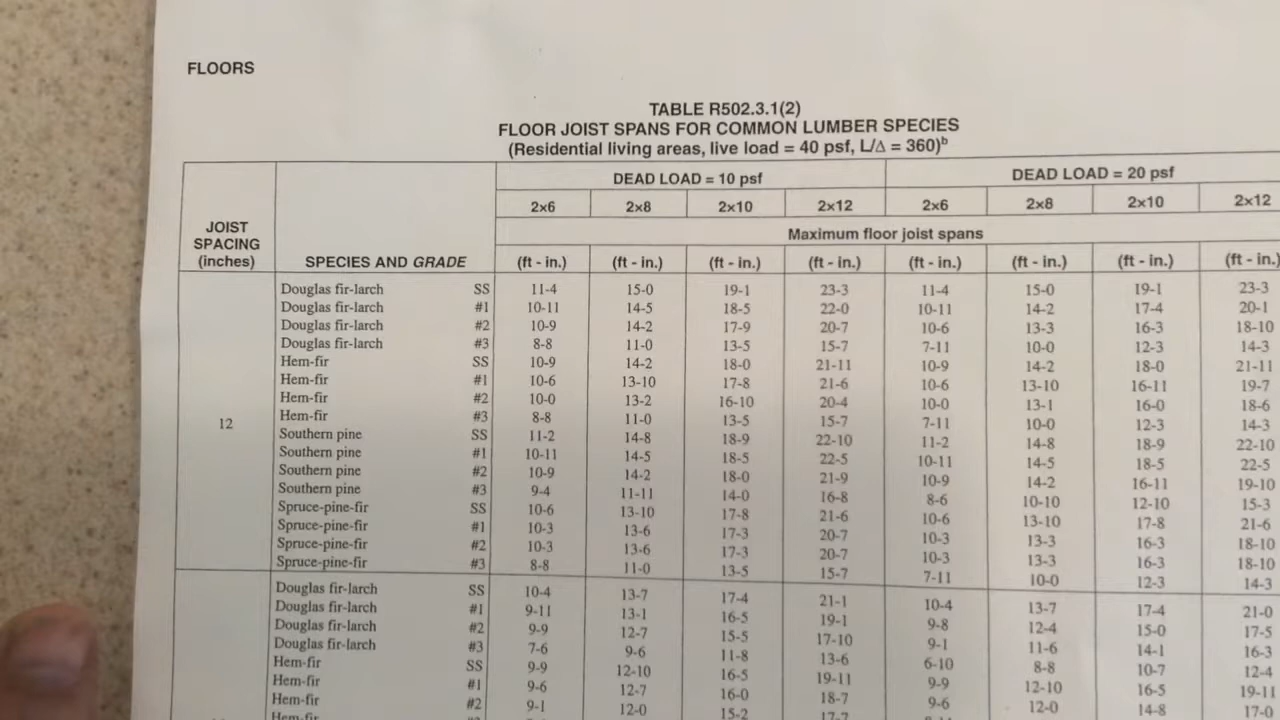 FLOORS
TABLE R502.3.1(2)
FLOOR JOIST SPANS FOR COMMON LUMBER SPECIES
(Residential living areas, live load = 40 psf, L/Δ = 360)b
JOIST SPACING (inches) SPECIES AND GRADE
DEAD LOAD = 10 psf DEAD LOAD = 20 psf
2×6 2×8 2×10 2×12 2×6 2×8 2×10 2×12
Maximum floor joist spans
(ft - in.) (ft - in.) (ft - in.) (ft - in.) (ft - in.) (ft - in.) (ft - in.) (ft - in.)
12
Douglas fir-larch SS 11-4 15-0 19-1 23-3 11-4 15-0 19-1 23-3
Douglas fir-larch #1 10-11 14-5 18-5 22-0 10-11 14-2 17-4 20-1
Douglas fir-larch #2 10-9 14-2 17-9 20-7 10-6 13-3 16-3 18-10
Douglas fir-larch #3 8-8 11-0 13-5 15-7 7-11 10-0 12-3 14-3
Hem-fir SS 10-9 14-2 18-0 21-11 10-9 14-2 18-0 21-11
Hem-fir #1 10-6 13-10 17-8 21-6 10-6 13-10 16-11 19-7
Hem-fir #2 10-0 13-2 16-10 20-4 10-0 13-1 16-0 18-6
Hem-fir #3 8-8 11-0 13-5 15-7 7-11 10-0 12-3 14-3
Southern pine SS 11-2 14-8 18-9 22-10 11-2 14-8 18-9 22-10
Southern pine #1 10-11 14-5 18-5 22-5 10-11 14-5 18-5 22-5
Southern pine #2 10-9 14-2 18-0 21-9 10-9 14-2 16-11 19-10
Southern pine #3 9-4 11-11 14-0 16-8 8-6 10-10 12-10 15-3
Spruce-pine-fir SS 10-6 13-10 17-8 21-6 10-6 13-10 17-8 21-6
Spruce-pine-fir #1 10-3 13-6 17-3 20-7 10-3 13-3 16-3 18-10
Spruce-pine-fir #2 10-3 13-6 17-3 20-7 10-3 13-3 16-3 18-10
Spruce-pine-fir #3 8-8 11-0 13-5 15-7 7-11 10-0 12-3 14-3
Douglas fir-larch SS 10-4 13-7 17-4 21-1 10-4 13-7 17-4 21-0
Douglas fir-larch #1 9-11 13-1 16-5 19-1 9-8 12-4 15-0 17-5
Douglas fir-larch #2 9-9 12-7 15-5 17-10 9-1 11-6 14-1 16-3
Douglas fir-larch #3 7-6 9-6 11-8 13-6 6-10 8-8 10-7 12-4
Hem-fir SS 9-9 12-10 16-5 19-11 9-9 12-10 16-5 19-11
Hem-fir #1 9-6 12-7 16-0 18-7 9-6 12-0 14-8 17-0
Hem-fir #2 9-1 12-0 15-2 17-7
Hem-fir